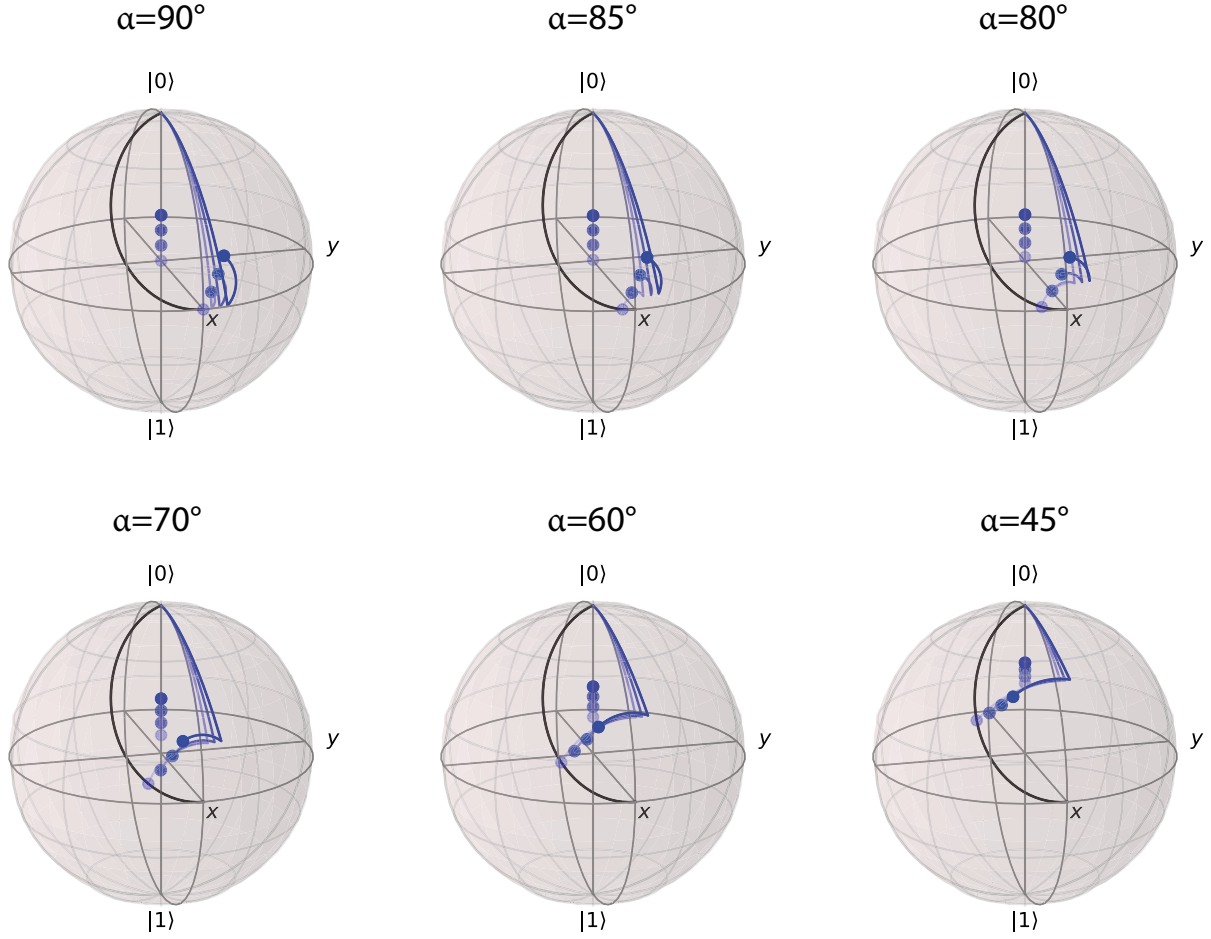 α=90° α=85° α=80°
|0⟩ |0⟩ |0⟩
y y y
x x x
|1⟩ |1⟩ |1⟩
α=70° α=60° α=45°
|0⟩ |0⟩ |0⟩
y y y
x x x
|1⟩ |1⟩ |1⟩